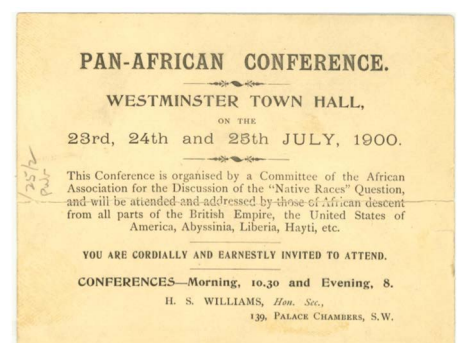 PAN-AFRICAN CONFERENCE.
WESTMINSTER TOWN HALL,
ON THE
23rd, 24th and 25th JULY, 1900.
This Conference is organised by a Committee of the African
Association for the Discussion of the "Native Races" Question,
and will be attended and addressed by those of African descent
from all parts of the British Empire, the United States of
America, Abyssinia, Liberia, Hayti, etc.
YOU ARE CORDIALLY AND EARNESTLY INVITED TO ATTEND.
CONFERENCES—Morning, 10.30 and Evening, 8.
H. S. WILLIAMS, Hon. Sec.,
139, PALACE CHAMBERS, S.W.